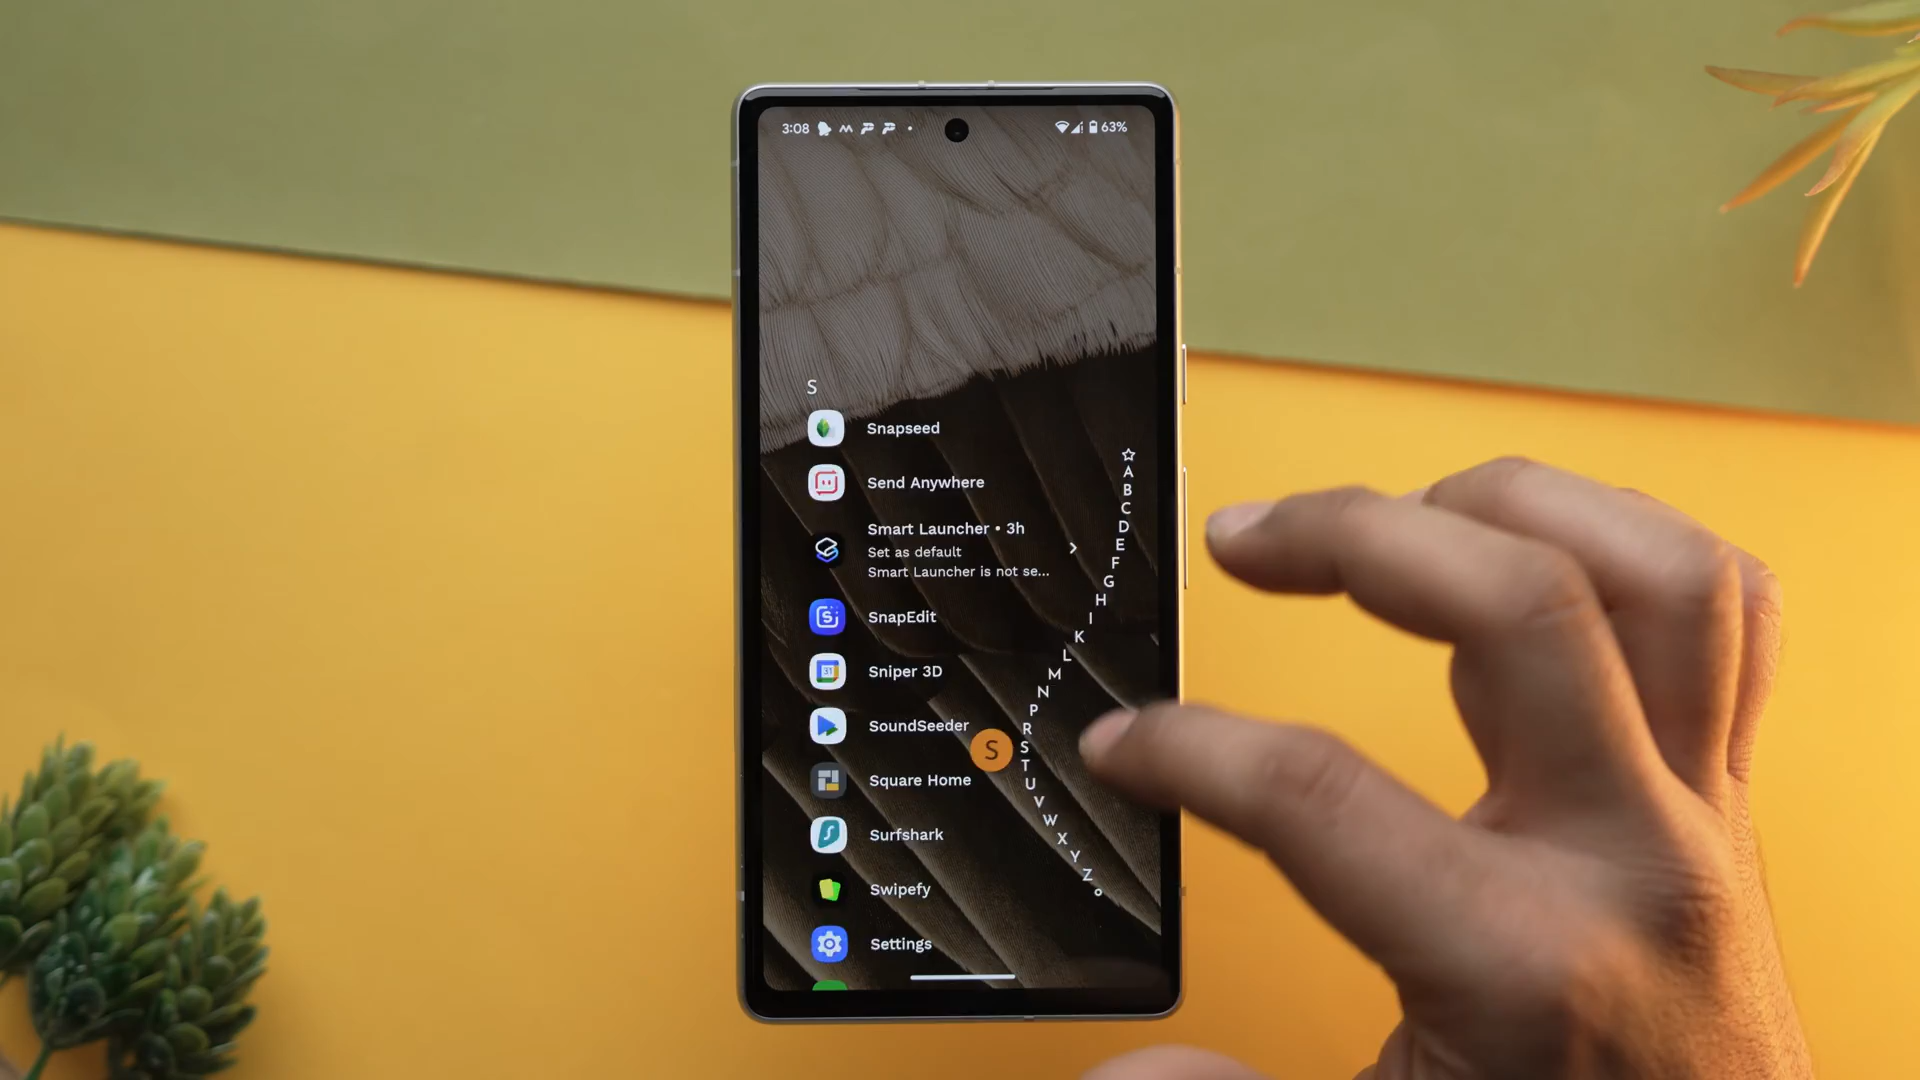 3:08
63%
S
Snapseed
Send Anywhere
Smart Launcher • 3h
Set as default
Smart Launcher is not se...
SnapEdit
31
Sniper 3D
SoundSeeder
S
Square Home
Surfshark
Swipefy
Settings
A
B
C
D
E
F
G
H
I
K
L
M
N
P
R
S
T
U
V
W
X
Y
Z